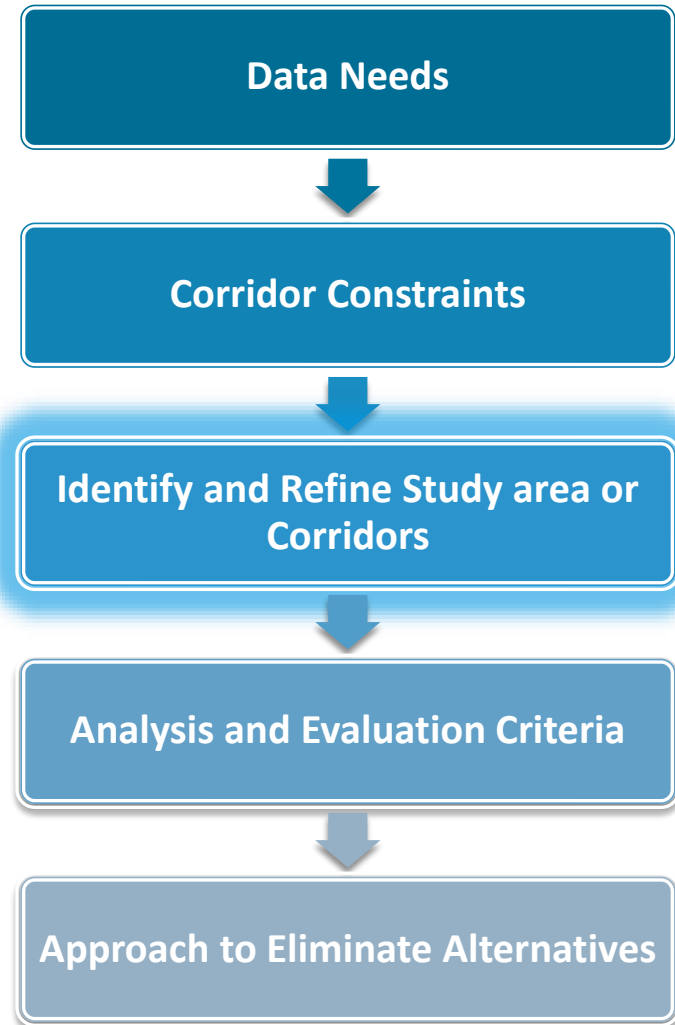 Data Needs
Corridor Constraints
Identify and Refine Study area or
Corridors
Analysis and Evaluation Criteria
Approach to Eliminate Alternatives